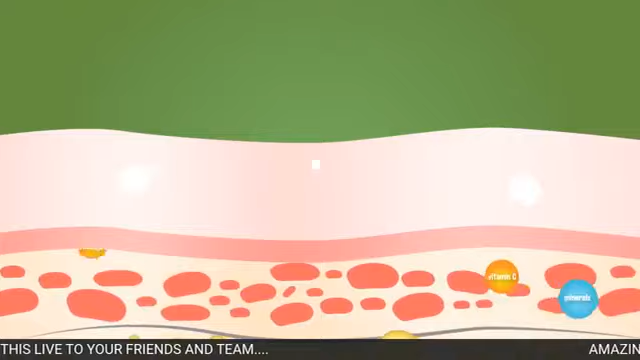 vitamin C
minerals
THIS LIVE TO YOUR FRIENDS AND TEAM....
AMAZIN